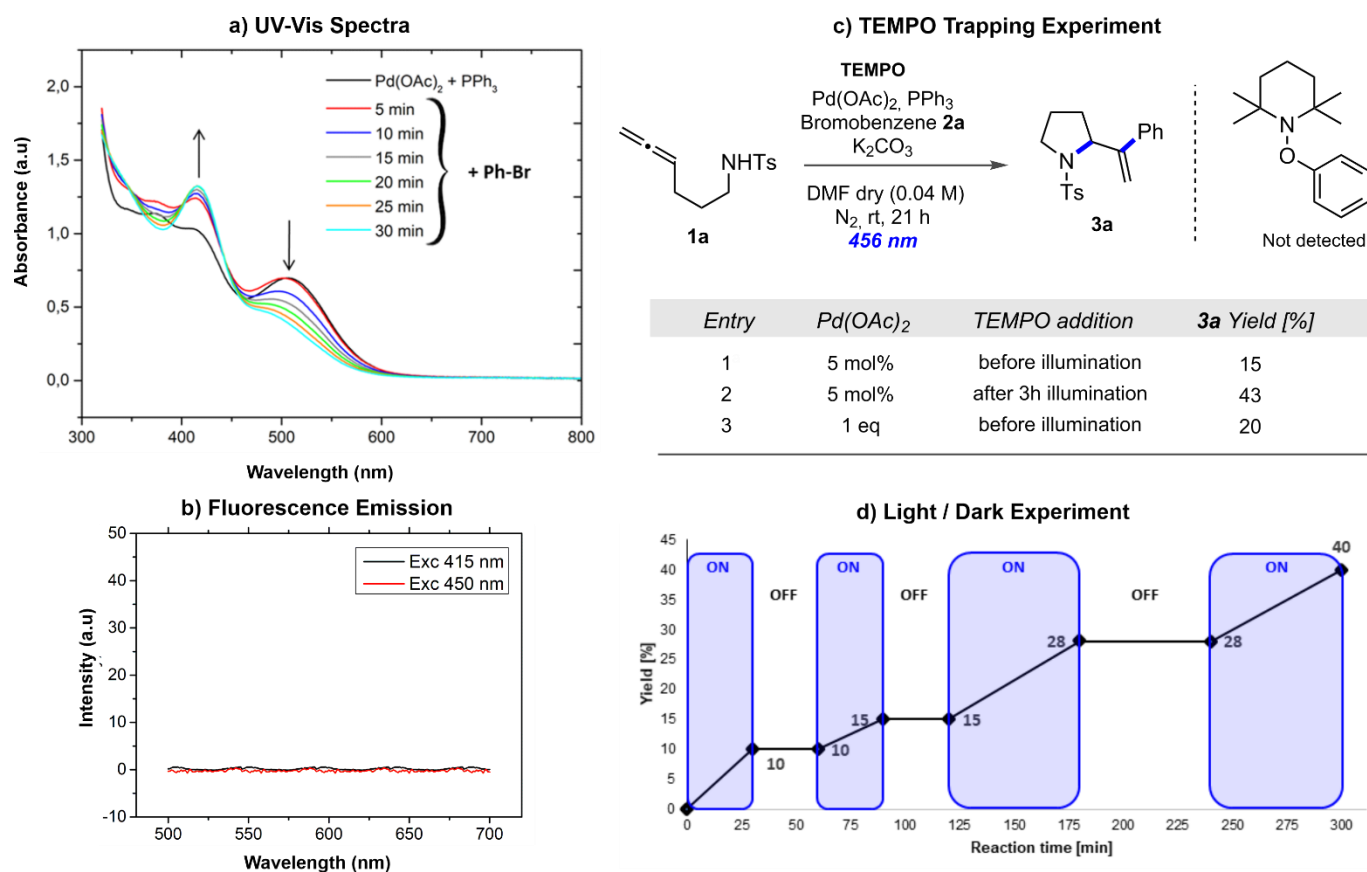 a) UV-Vis Spectra
Absorbance (a.u)
2,0
1,5
1,0
0,5
0,0
Pd(OAc)2 + PPh3
5 min
10 min
15 min
20 min
25 min
30 min
+ Ph-Br
300 400 500 600 700 800
Wavelength (nm)
b) Fluorescence Emission
Intensity (a.u)
50
40
30
20
10
0
-10
Exc 415 nm
Exc 450 nm
500 550 600 650 700
Wavelength (nm)
c) TEMPO Trapping Experiment
NHTs
1a
TEMPO
Pd(OAc)2, PPh3
Bromobenzene 2a
K2CO3
DMF dry (0.04 M)
N2, rt, 21 h
456 nm
Ph
N
Ts
3a
N
O
Not detected
Entry Pd(OAc)2 TEMPO addition 3a Yield [%]
1 5 mol% before illumination 15
2 5 mol% after 3h illumination 43
3 1 eq before illumination 20
d) Light / Dark Experiment
Yield [%]
45
40
35
30
25
20
15
10
5
0
ON
OFF
ON
OFF
ON
OFF
ON
10
10
15
15
28
28
40
0 25 50 75 100 125 150 175 200 225 250 275 300
Reaction time [min]